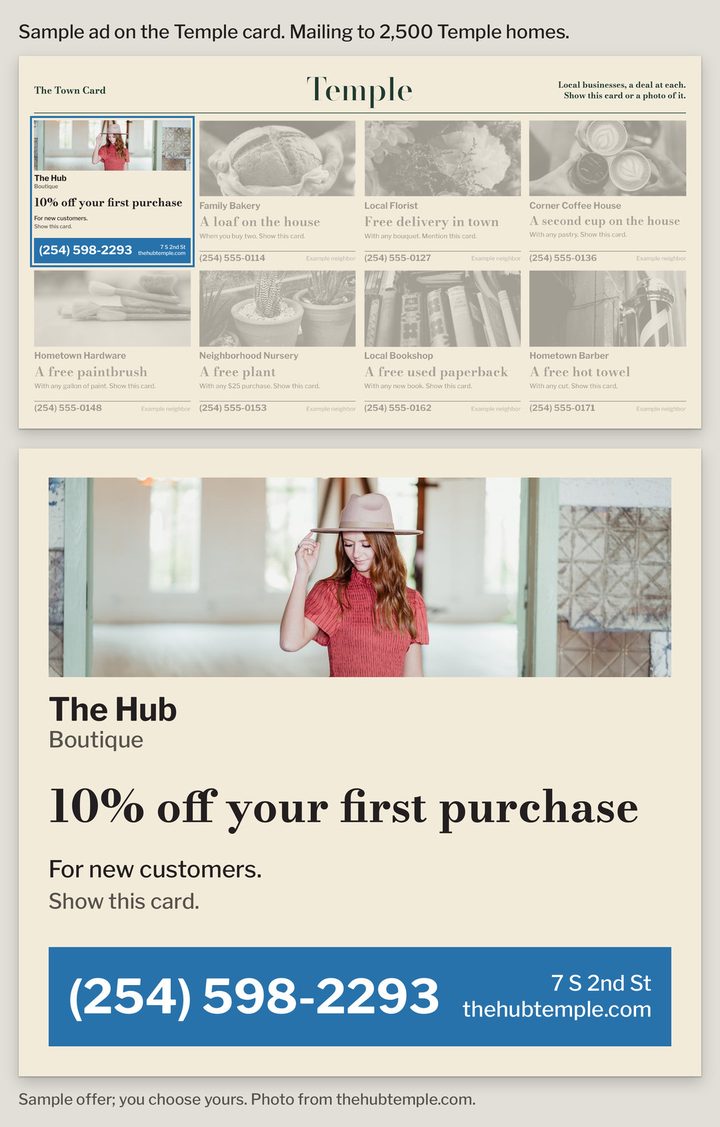 Sample ad on the Temple card. Mailing to 2,500 Temple homes.
The Town Card
Temple
Local businesses, a deal at each.
Show this card or a photo of it.
The Hub
Boutique
10% off your first purchase
For new customers.
Show this card.
(254) 598-2293
7 S 2nd St
thehubtemple.com
Family Bakery
A loaf on the house
When you buy two. Show this card.
(254) 555-0114
Example neighbor
Local Florist
Free delivery in town
With any bouquet. Mention this card.
(254) 555-0127
Example neighbor
Corner Coffee House
A second cup on the house
With any pastry. Show this card.
(254) 555-0136
Example neighbor
Hometown Hardware
A free paintbrush
With any gallon of paint. Show this card.
(254) 555-0148
Example neighbor
Neighborhood Nursery
A free plant
With any $25 purchase. Show this card.
(254) 555-0153
Example neighbor
Local Bookshop
A free used paperback
With any new book. Show this card.
(254) 555-0162
Example neighbor
Hometown Barber
A free hot towel
With any cut. Show this card.
(254) 555-0171
Example neighbor
The Hub
Boutique
10% off your first purchase
For new customers.
Show this card.
(254) 598-2293
7 S 2nd St
thehubtemple.com
Sample offer; you choose yours. Photo from thehubtemple.com.